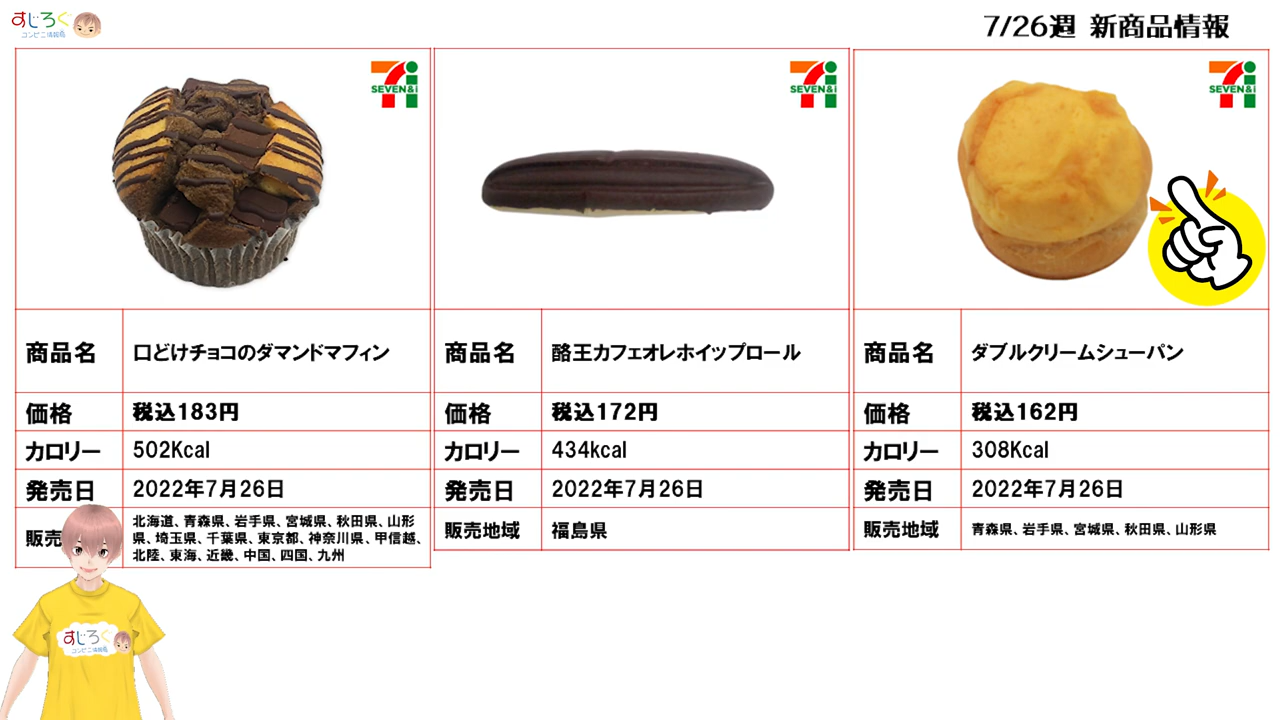 すじろぐ
コンビニ情報局
7/26週 新商品情報
SEVEN&i
SEVEN&i
SEVEN&i
商品名
口どけチョコのダマンドマフィン
価格
税込183円
カロリー
502Kcal
発売日
2022年7月26日
販売
北海道、青森県、岩手県、宮城県、秋田県、山形
県、埼玉県、千葉県、東京都、神奈川県、甲信越、
北陸、東海、近畿、中国、四国、九州
商品名
酪王カフェオレホイップロール
価格
税込172円
カロリー
434kcal
発売日
2022年7月26日
販売地域
福島県
商品名
ダブルクリームシューパン
価格
税込162円
カロリー
308Kcal
発売日
2022年7月26日
販売地域
青森県、岩手県、宮城県、秋田県、山形県
すじろぐ
コンビニ情報局